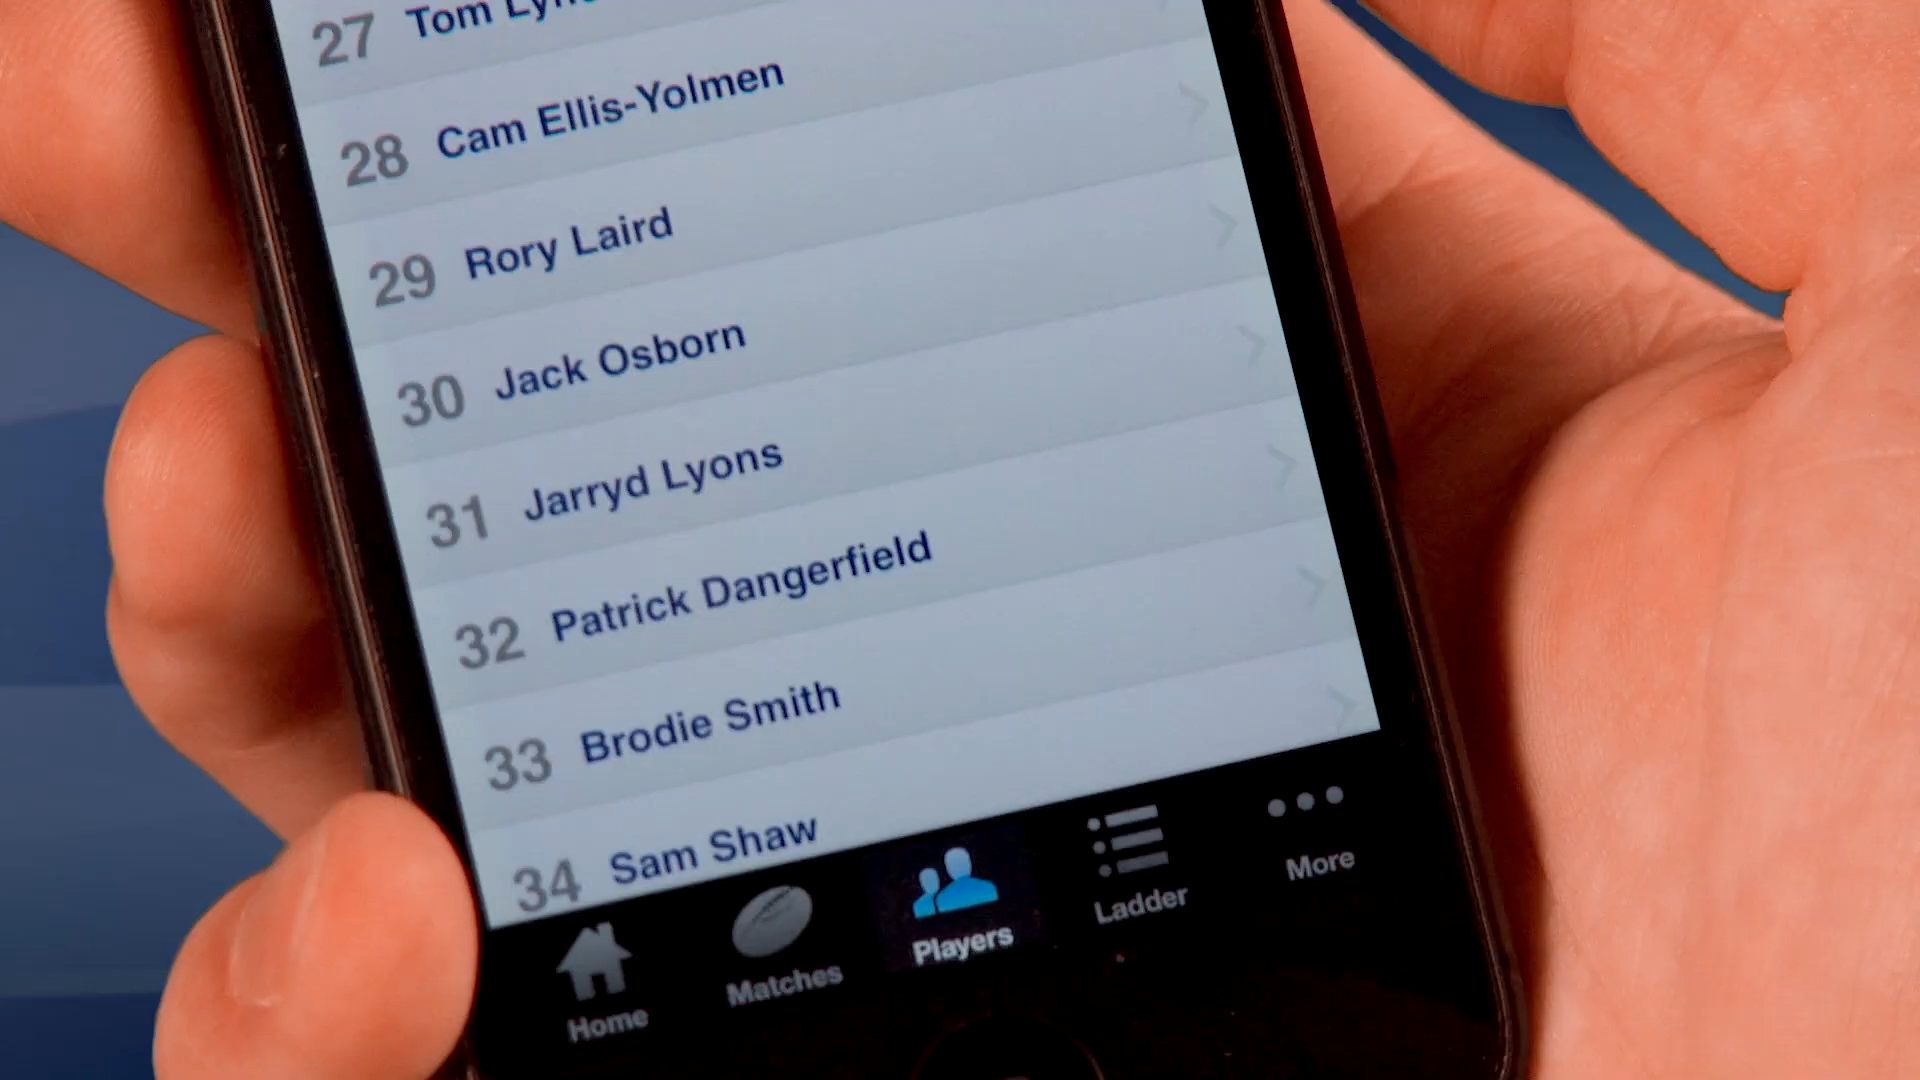 27 Tom
28 Cam Ellis-Yolmen
29 Rory Laird
30 Jack Osborn
31 Jarryd Lyons
32 Patrick Dangerfield
33 Brodie Smith
34 Sam Shaw
Home Matches Players Ladder More